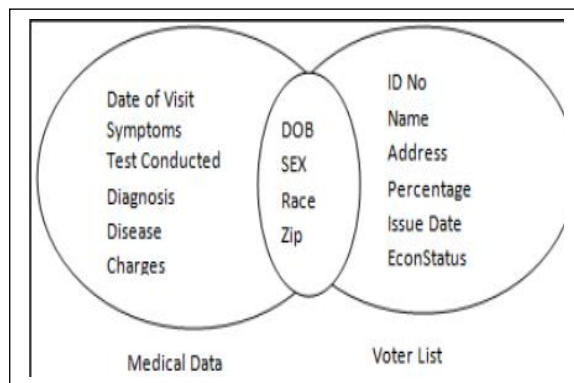 Date of Visit
Symptoms
Test Conducted
Diagnosis
Disease
Charges
DOB
SEX
Race
Zip
ID No
Name
Address
Percentage
Issue Date
EconStatus
Medical Data
Voter List